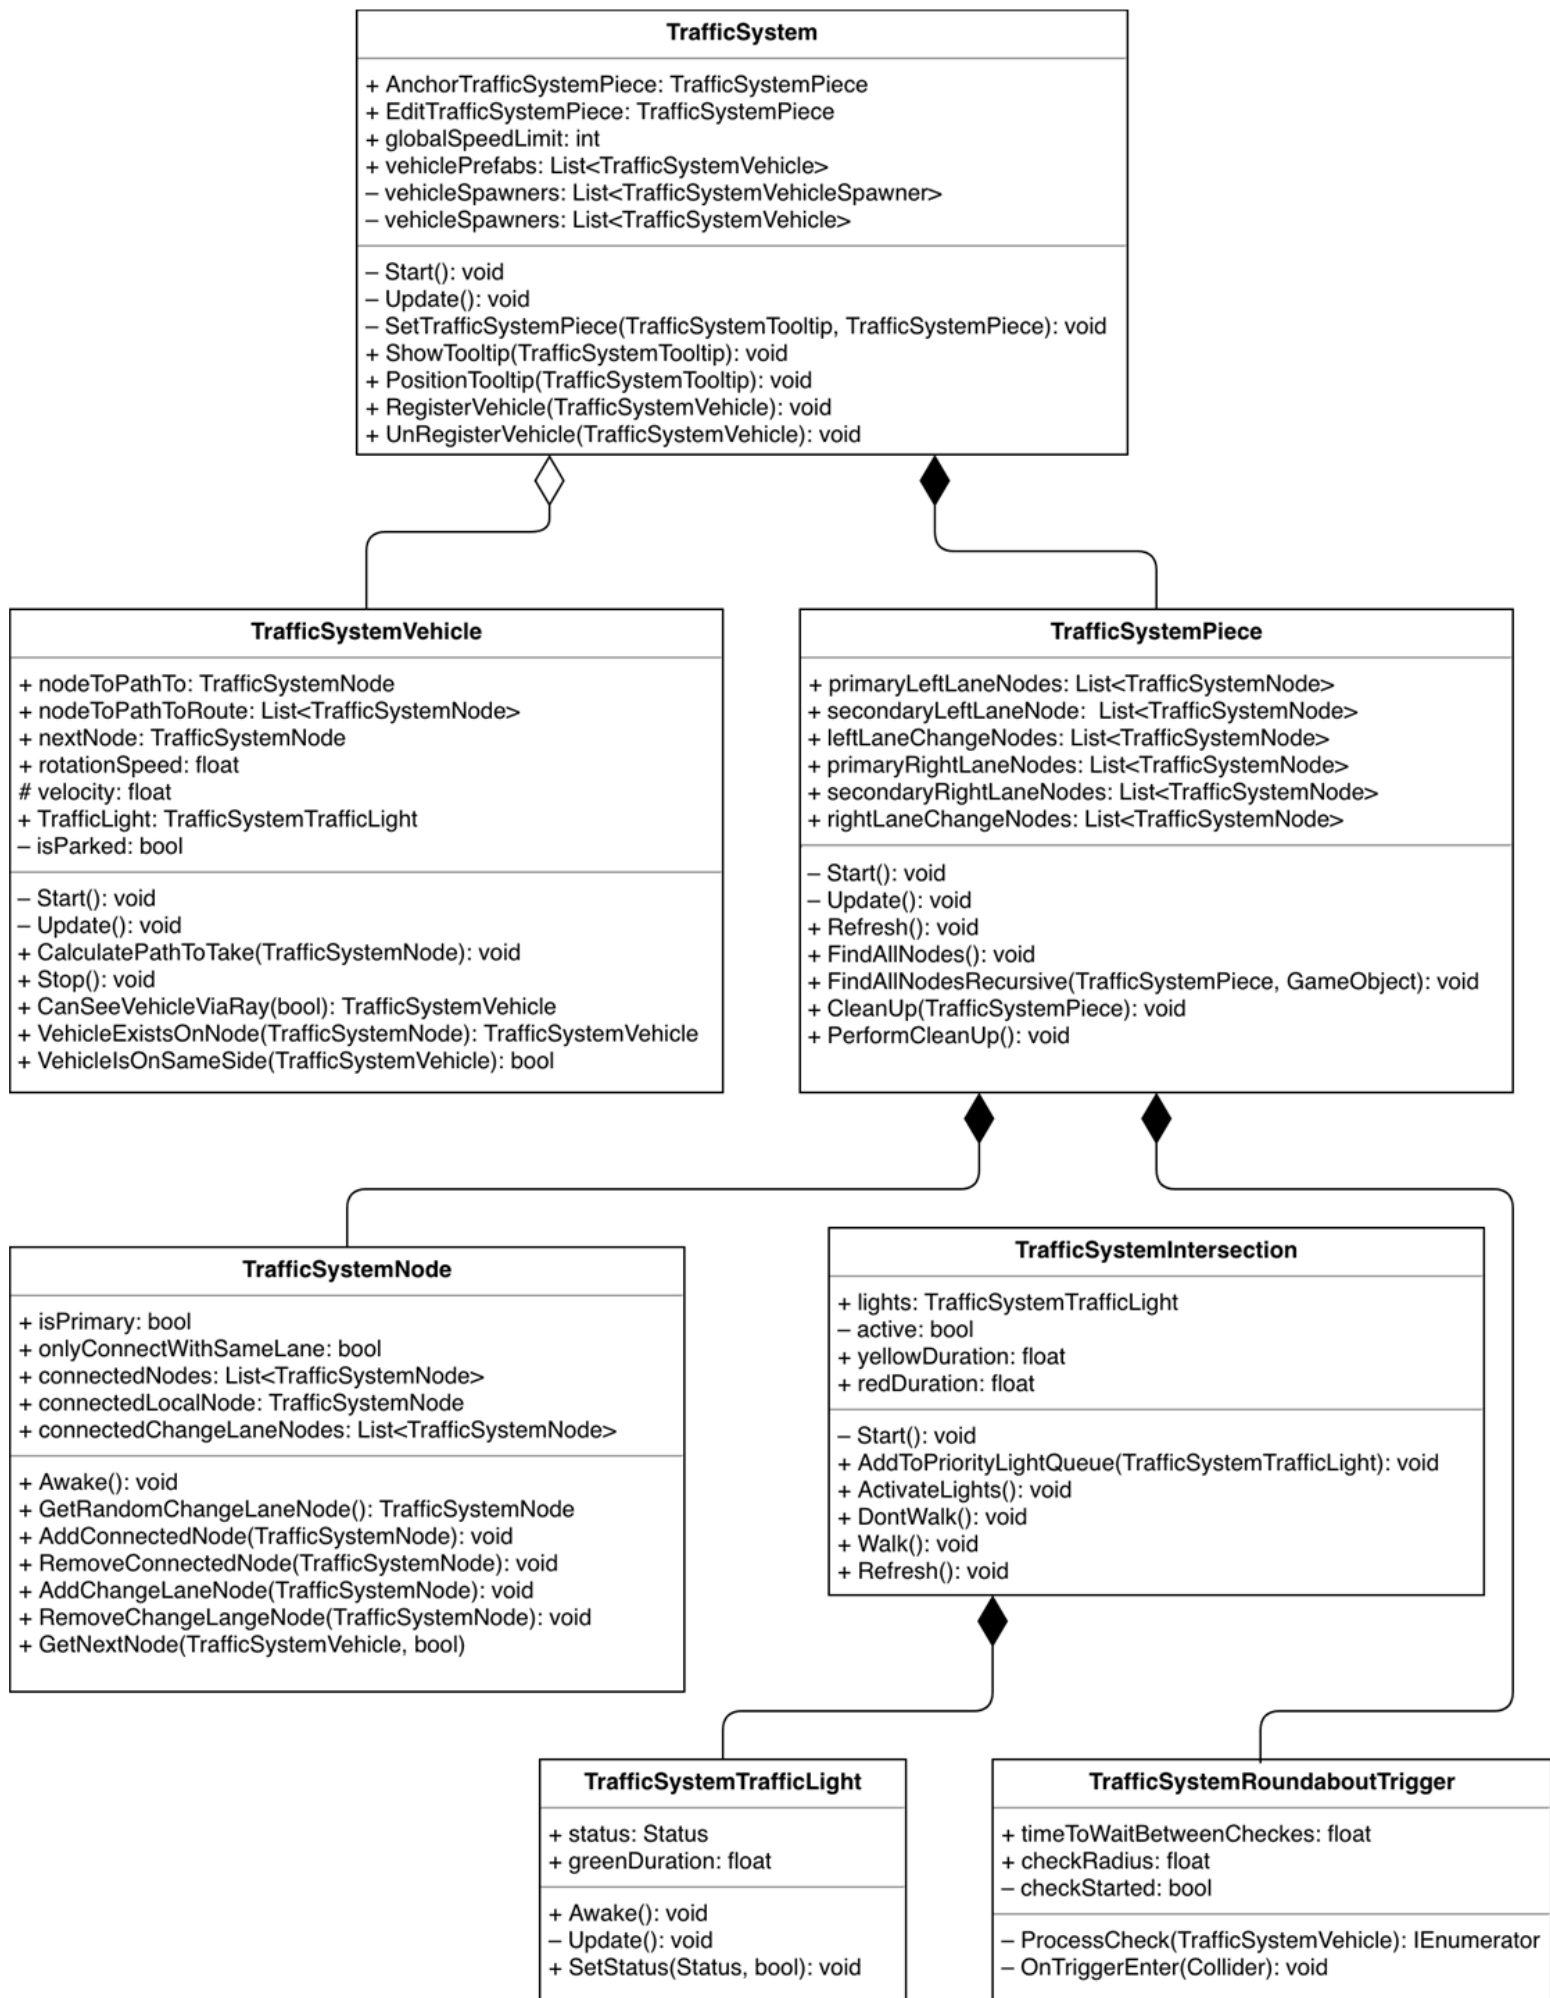 TrafficSystem
+ AnchorTrafficSystemPiece: TrafficSystemPiece
+ EditTrafficSystemPiece: TrafficSystemPiece
+ globalSpeedLimit: int
+ vehiclePrefabs: List<TrafficSystemVehicle>
– vehicleSpawners: List<TrafficSystemVehicleSpawner>
– vehicleSpawners: List<TrafficSystemVehicle>
– Start(): void
– Update(): void
– SetTrafficSystemPiece(TrafficSystemTooltip, TrafficSystemPiece): void
+ ShowTooltip(TrafficSystemTooltip): void
+ PositionTooltip(TrafficSystemTooltip): void
+ RegisterVehicle(TrafficSystemVehicle): void
+ UnRegisterVehicle(TrafficSystemVehicle): void
TrafficSystemVehicle
+ nodeToPathTo: TrafficSystemNode
+ nodeToPathToRoute: List<TrafficSystemNode>
+ nextNode: TrafficSystemNode
+ rotationSpeed: float
# velocity: float
+ TrafficLight: TrafficSystemTrafficLight
– isParked: bool
– Start(): void
– Update(): void
+ CalculatePathToTake(TrafficSystemNode): void
+ Stop(): void
+ CanSeeVehicleViaRay(bool): TrafficSystemVehicle
+ VehicleExistsOnNode(TrafficSystemNode): TrafficSystemVehicle
+ VehicleIsOnSameSide(TrafficSystemVehicle): bool
TrafficSystemPiece
+ primaryLeftLaneNodes: List<TrafficSystemNode>
+ secondaryLeftLaneNode: List<TrafficSystemNode>
+ leftLaneChangeNodes: List<TrafficSystemNode>
+ primaryRightLaneNodes: List<TrafficSystemNode>
+ secondaryRightLaneNodes: List<TrafficSystemNode>
+ rightLaneChangeNodes: List<TrafficSystemNode>
– Start(): void
– Update(): void
+ Refresh(): void
+ FindAllNodes(): void
+ FindAllNodesRecursive(TrafficSystemPiece, GameObject): void
+ CleanUp(TrafficSystemPiece): void
+ PerformCleanUp(): void
TrafficSystemNode
+ isPrimary: bool
+ onlyConnectWithSameLane: bool
+ connectedNodes: List<TrafficSystemNode>
+ connectedLocalNode: TrafficSystemNode
+ connectedChangeLaneNodes: List<TrafficSystemNode>
+ Awake(): void
+ GetRandomChangeLaneNode(): TrafficSystemNode
+ AddConnectedNode(TrafficSystemNode): void
+ RemoveConnectedNode(TrafficSystemNode): void
+ AddChangeLaneNode(TrafficSystemNode): void
+ RemoveChangeLangeNode(TrafficSystemNode): void
+ GetNextNode(TrafficSystemVehicle, bool)
TrafficSystemIntersection
+ lights: TrafficSystemTrafficLight
– active: bool
+ yellowDuration: float
+ redDuration: float
– Start(): void
+ AddToPriorityLightQueue(TrafficSystemTrafficLight): void
+ ActivateLights(): void
+ DontWalk(): void
+ Walk(): void
+ Refresh(): void
TrafficSystemTrafficLight
+ status: Status
+ greenDuration: float
+ Awake(): void
– Update(): void
+ SetStatus(Status, bool): void
TrafficSystemRoundaboutTrigger
+ timeToWaitBetweenCheckes: float
+ checkRadius: float
– checkStarted: bool
– ProcessCheck(TrafficSystemVehicle): IEnumerator
– OnTriggerEnter(Collider): void